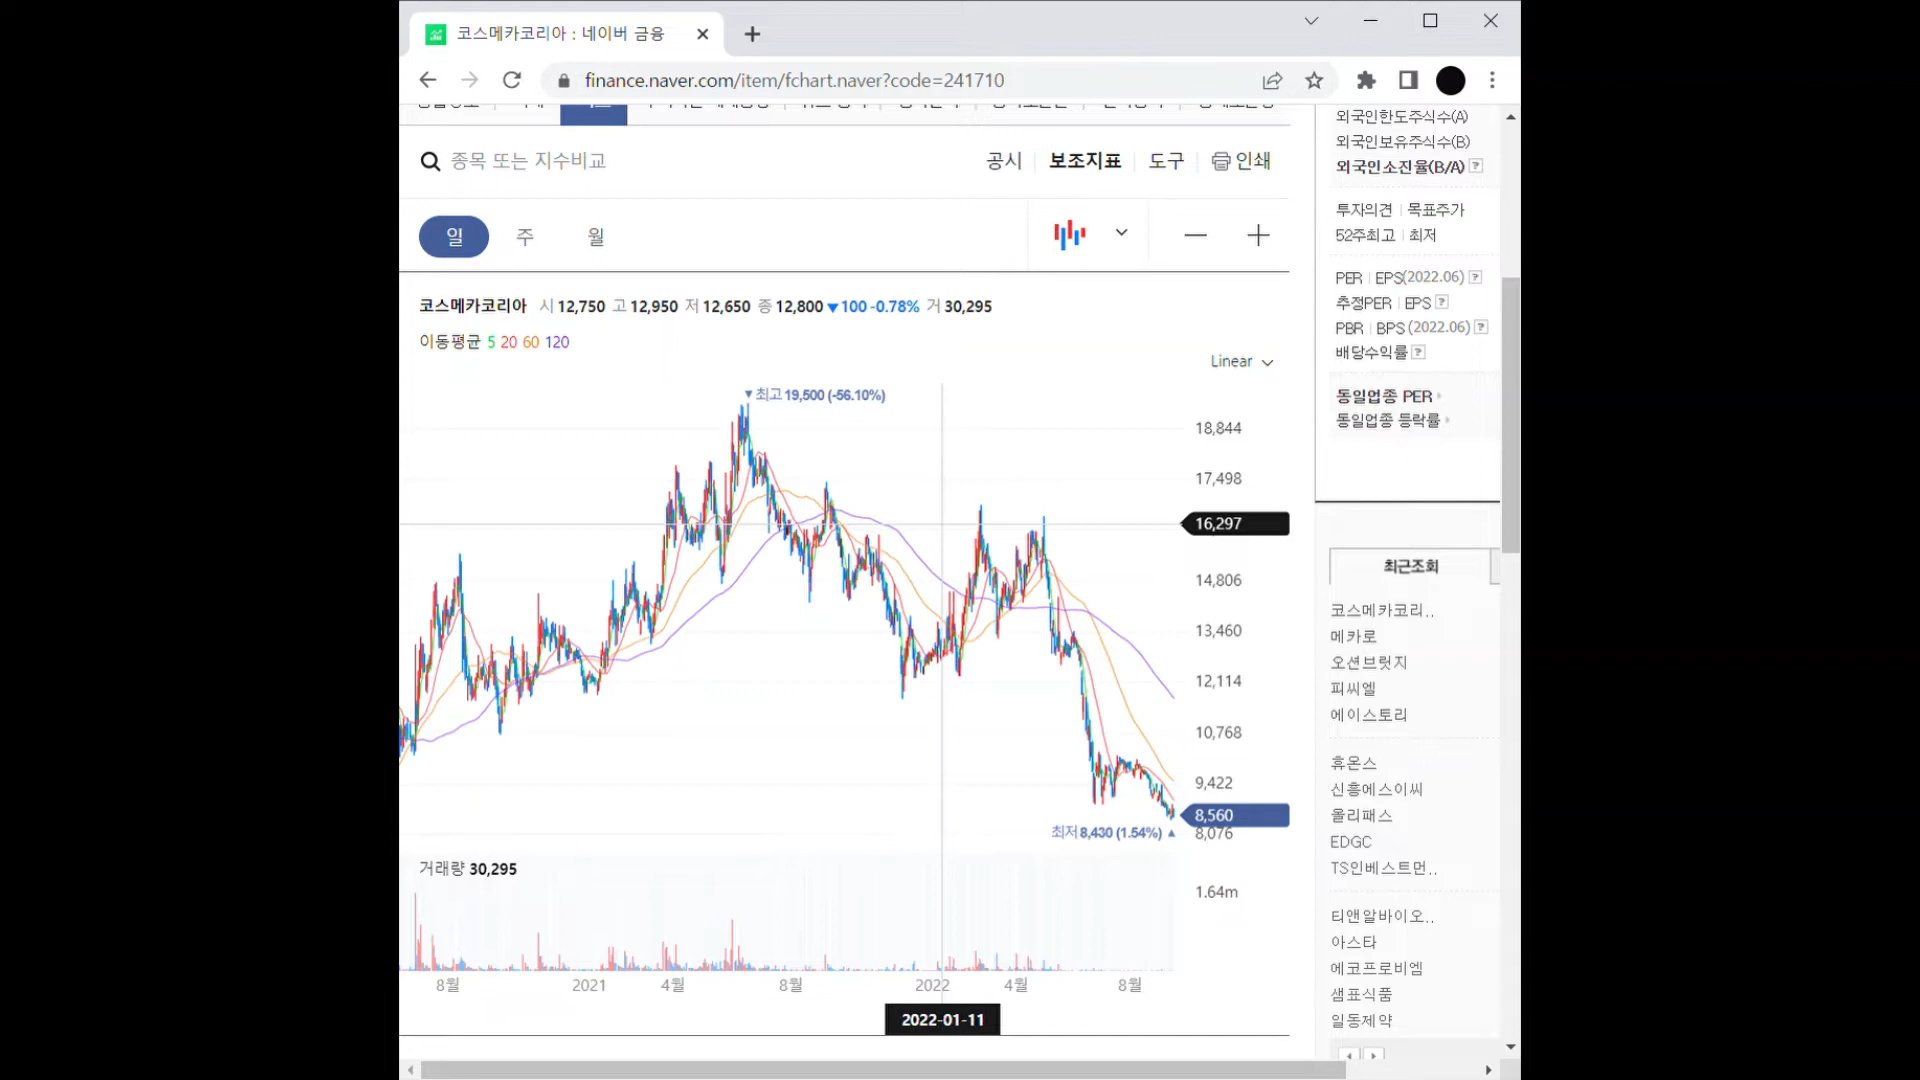 코스메카코리아 : 네이버 금융
finance.naver.com/item/fchart.naver?code=241710
종목 또는 지수비교
공시 보조지표 도구 인쇄
일 주 월
코스메카코리아 시 12,750 고 12,950 저 12,650 종 12,800 ▼100 -0.78% 거 30,295
이동평균 5 20 60 120
Linear
▼최고 19,500 (-56.10%)
18,844
17,498
16,297
14,806
13,460
12,114
10,768
9,422
8,560
최저 8,430 (1.54%) ▲
8,076
거래량 30,295
1.64m
8월 2021 4월 8월 2022 4월 8월
2022-01-11
외국인한도주식수(A)
외국인보유주식수(B)
외국인소진율(B/A) ?
투자의견 | 목표주가
52주최고 | 최저
PER | EPS(2022.06) ?
추정PER | EPS ?
PBR | BPS (2022.06) ?
배당수익률 ?
동일업종 PER
동일업종 등락률
최근조회
코스메카코리..
메카로
오션브릿지
피씨엘
에이스토리
휴온스
신흥에스이씨
올리패스
EDGC
TS인베스트먼..
티앤알바이오..
아스타
에코프로비엠
샘표식품
일동제약